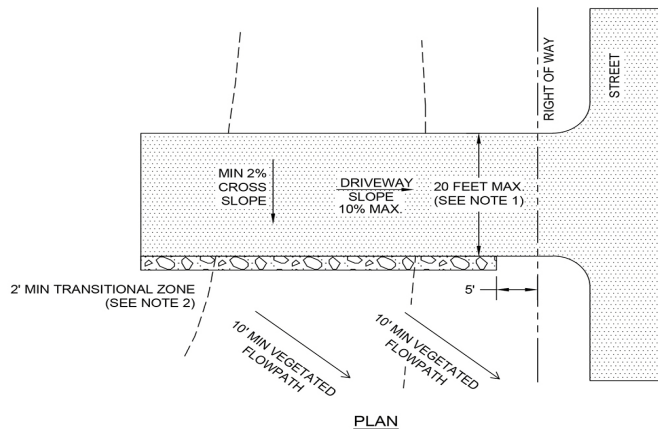 RIGHT OF WAY
STREET
MIN 2%
CROSS
SLOPE
DRIVEWAY
SLOPE
10% MAX.
20 FEET MAX.
(SEE NOTE 1)
2' MIN TRANSITIONAL ZONE
(SEE NOTE 2)
5'
10' MIN VEGETATED
FLOWPATH
10' MIN VEGETATED
FLOWPATH
PLAN